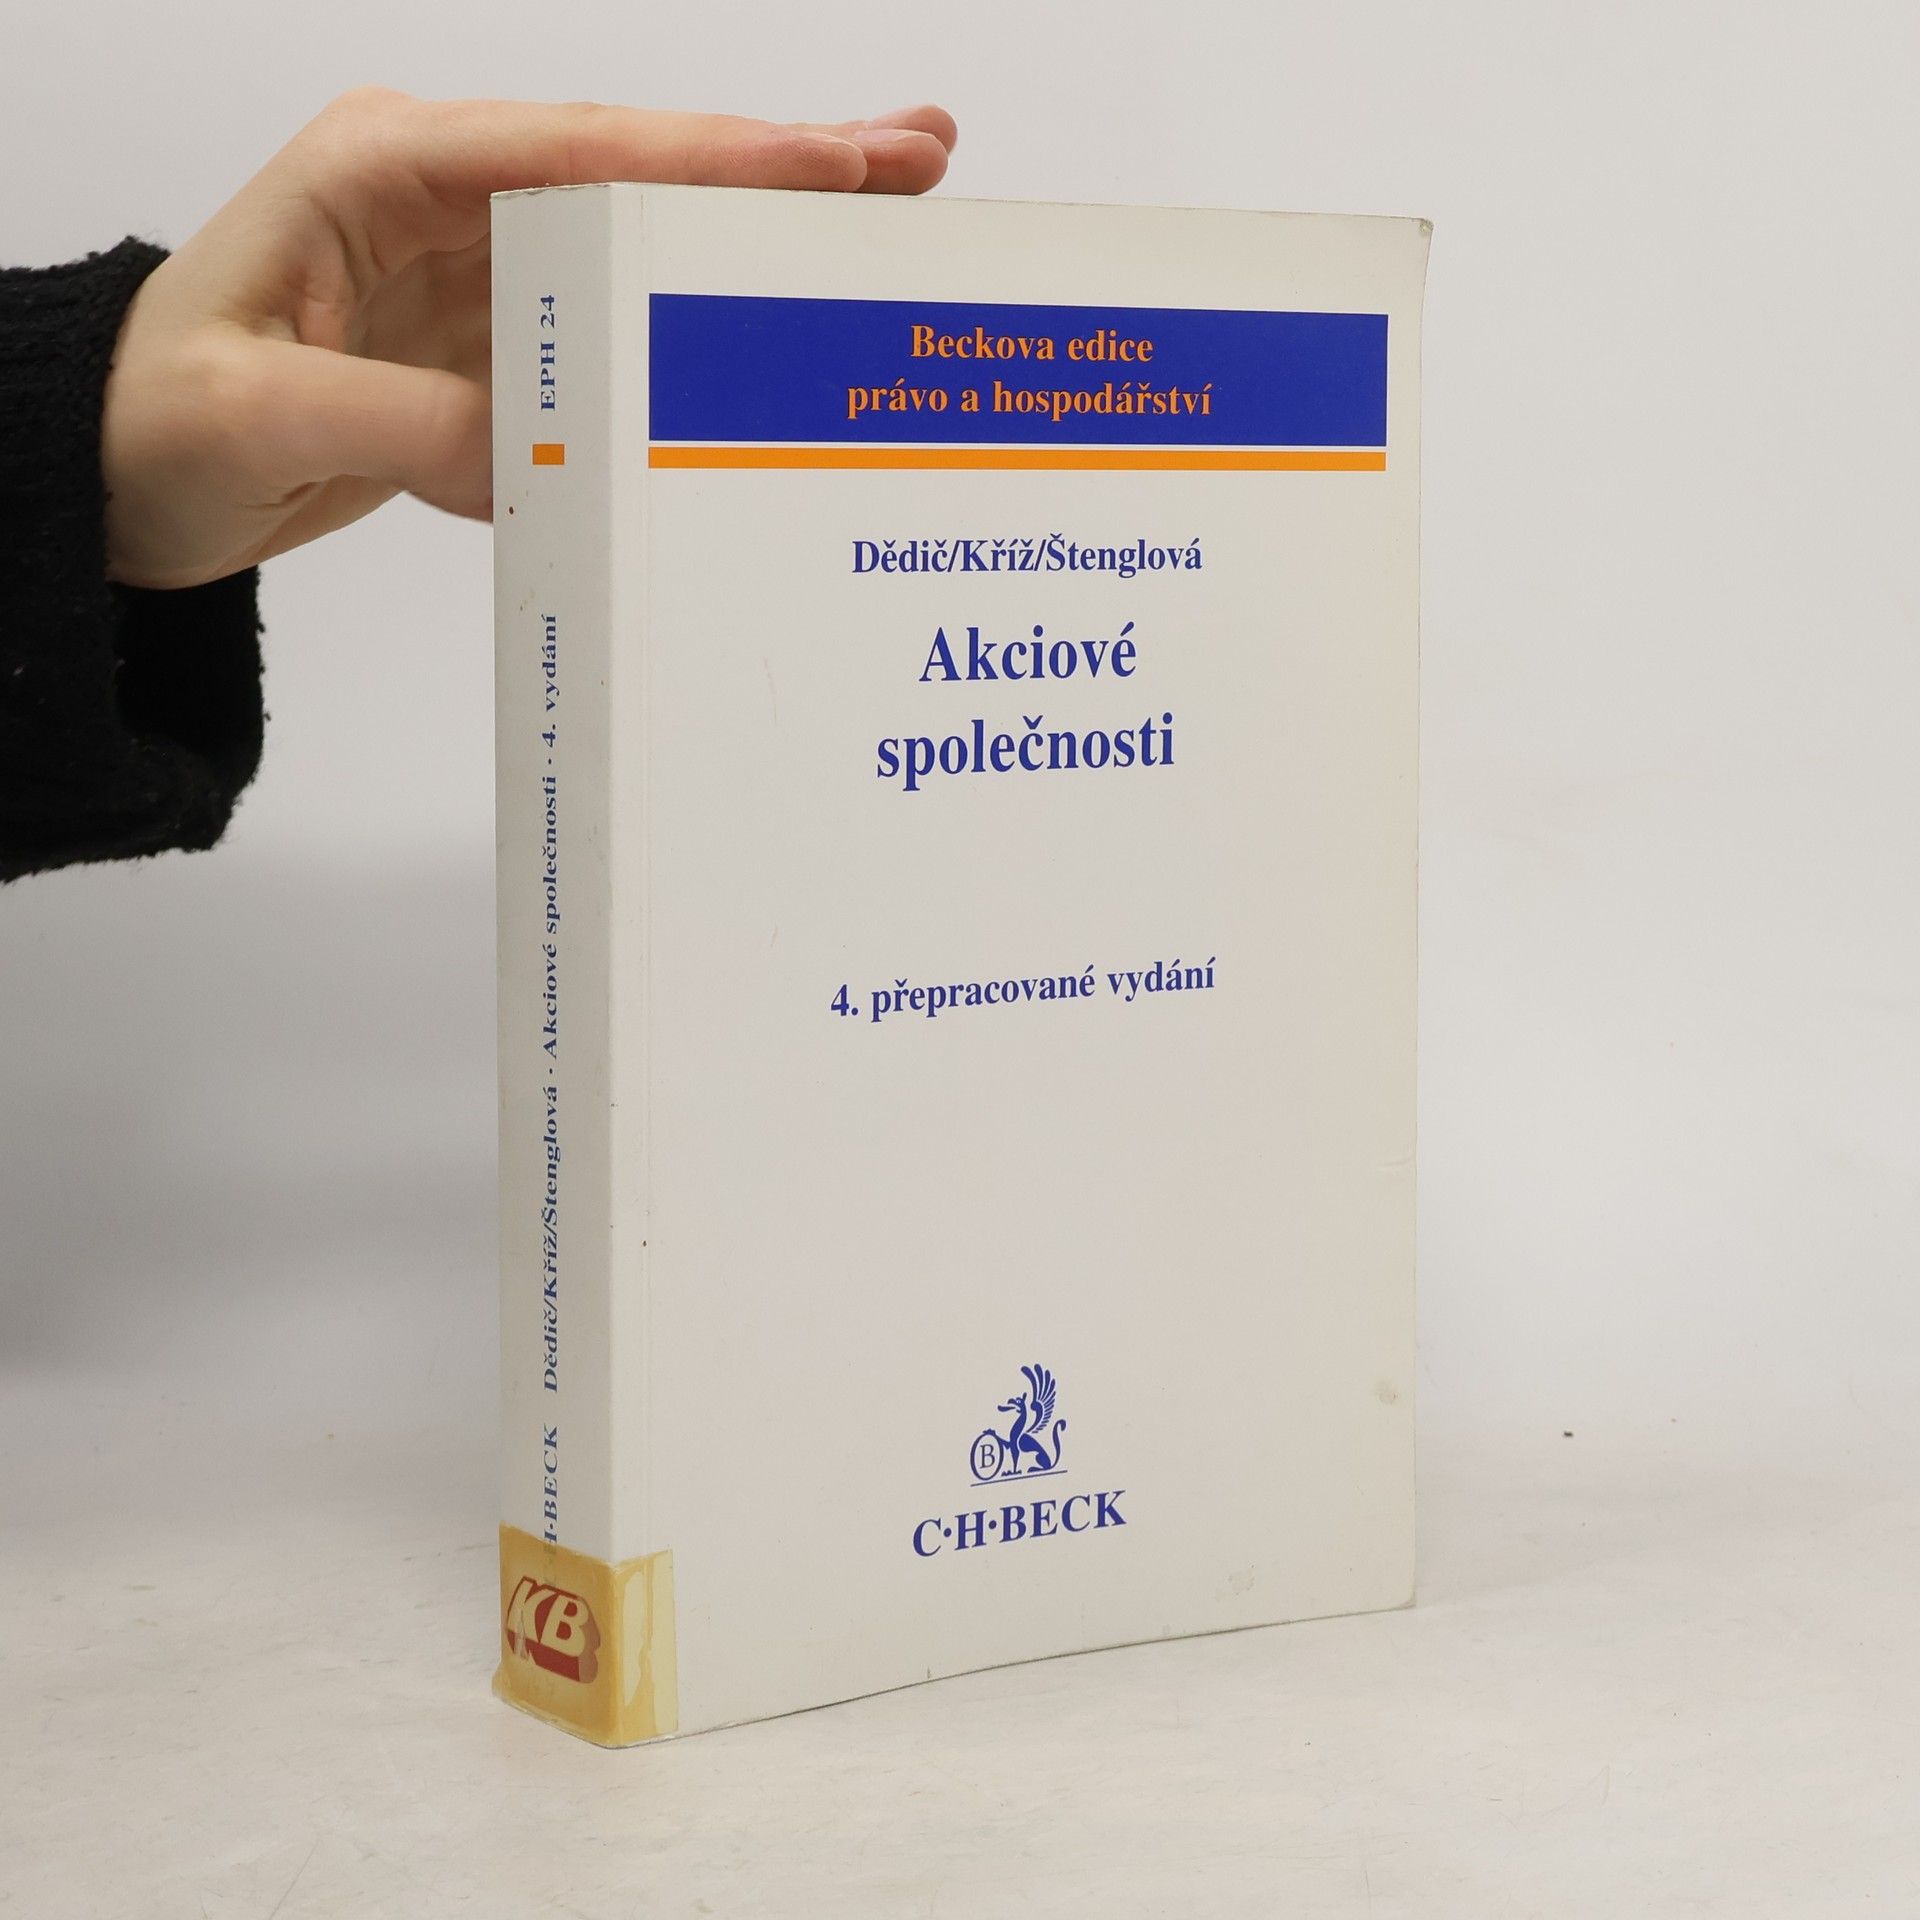 Beckova edice
právo a hospodářství
Dědič/Kříž/Štenglová
Akciové
společnosti
4. přepracované vydání
B
C·H·BECK
EPH 24
C·H·BECK Dědič/Kříž/Štenglová · Akciové společnosti · 4. vydání
KB